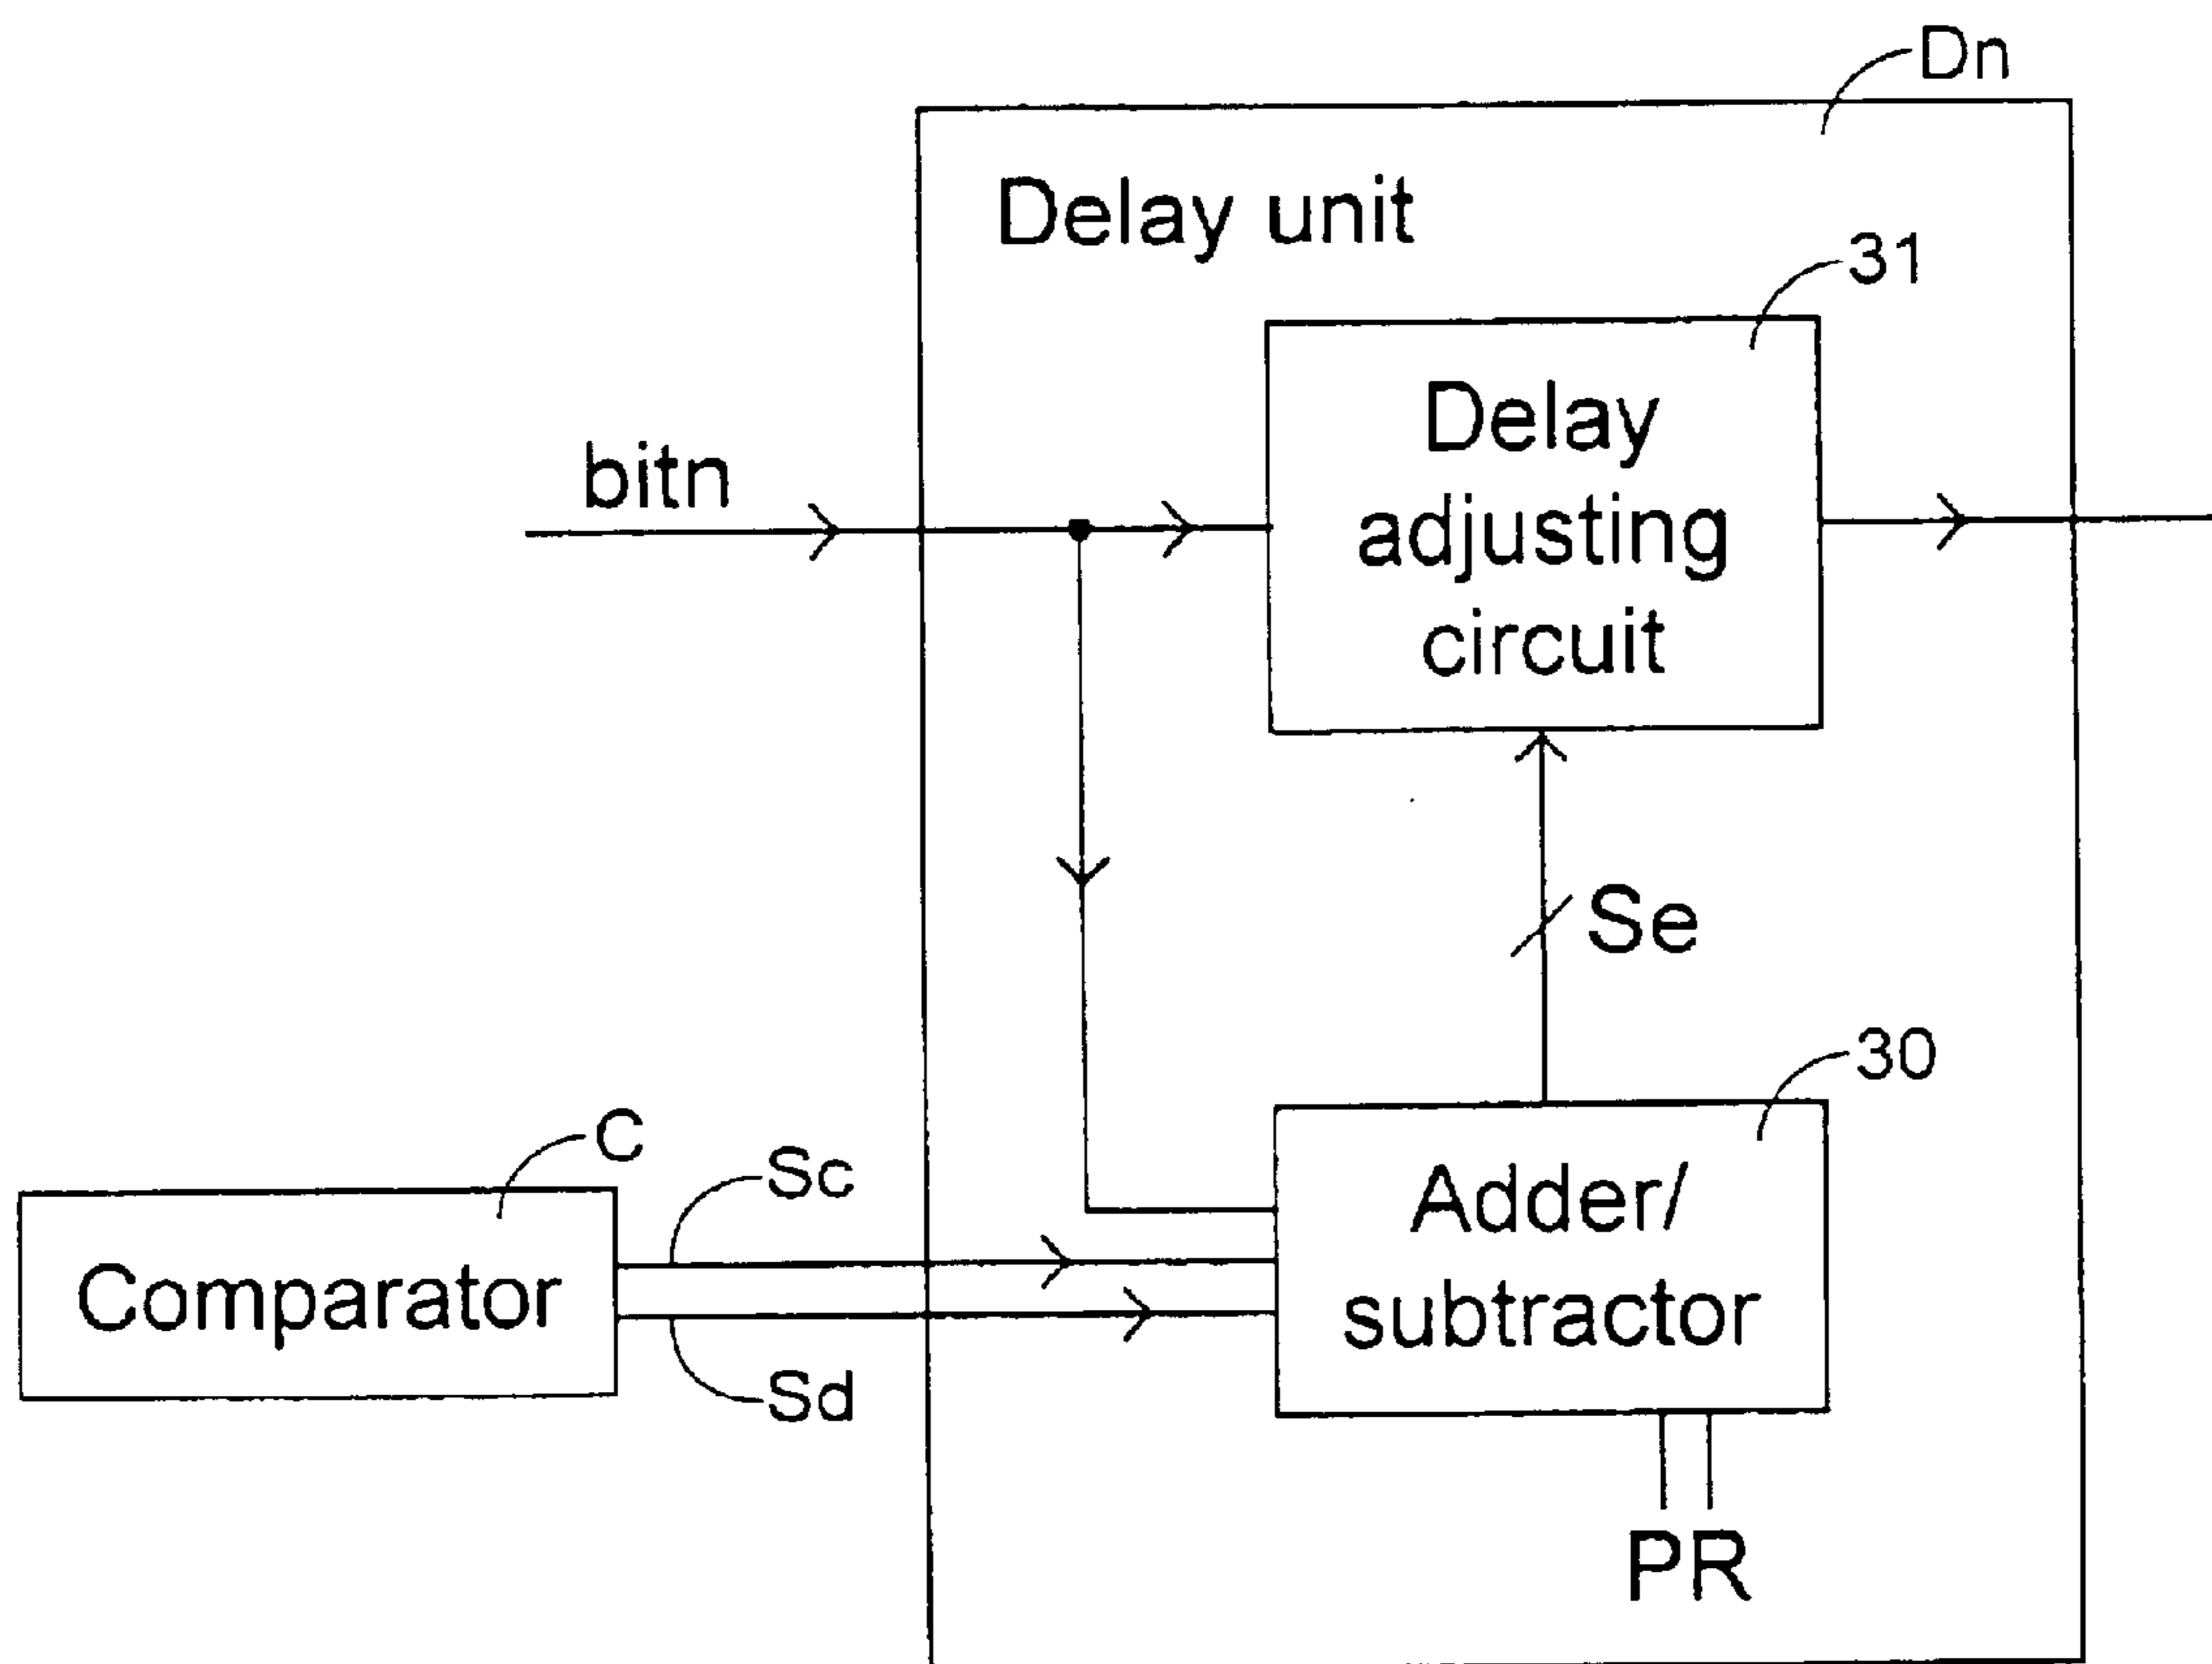 Dn
Delay unit
31
Delay
adjusting
circuit
bitn
Se
30
C
Sc
Adder/
subtractor
Comparator
Sd
PR